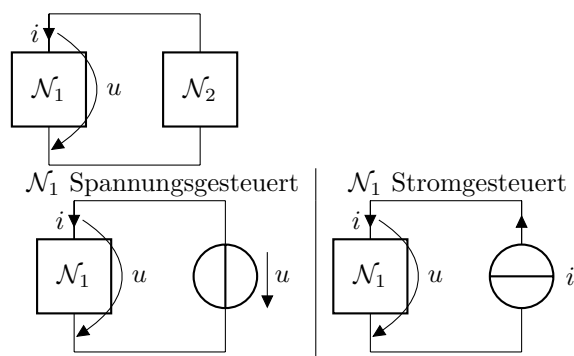 i
𝒩₁ u 𝒩₂
𝒩₁ Spannungsgesteuert
i
𝒩₁ u u
𝒩₁ Stromgesteuert
i
𝒩₁ u i